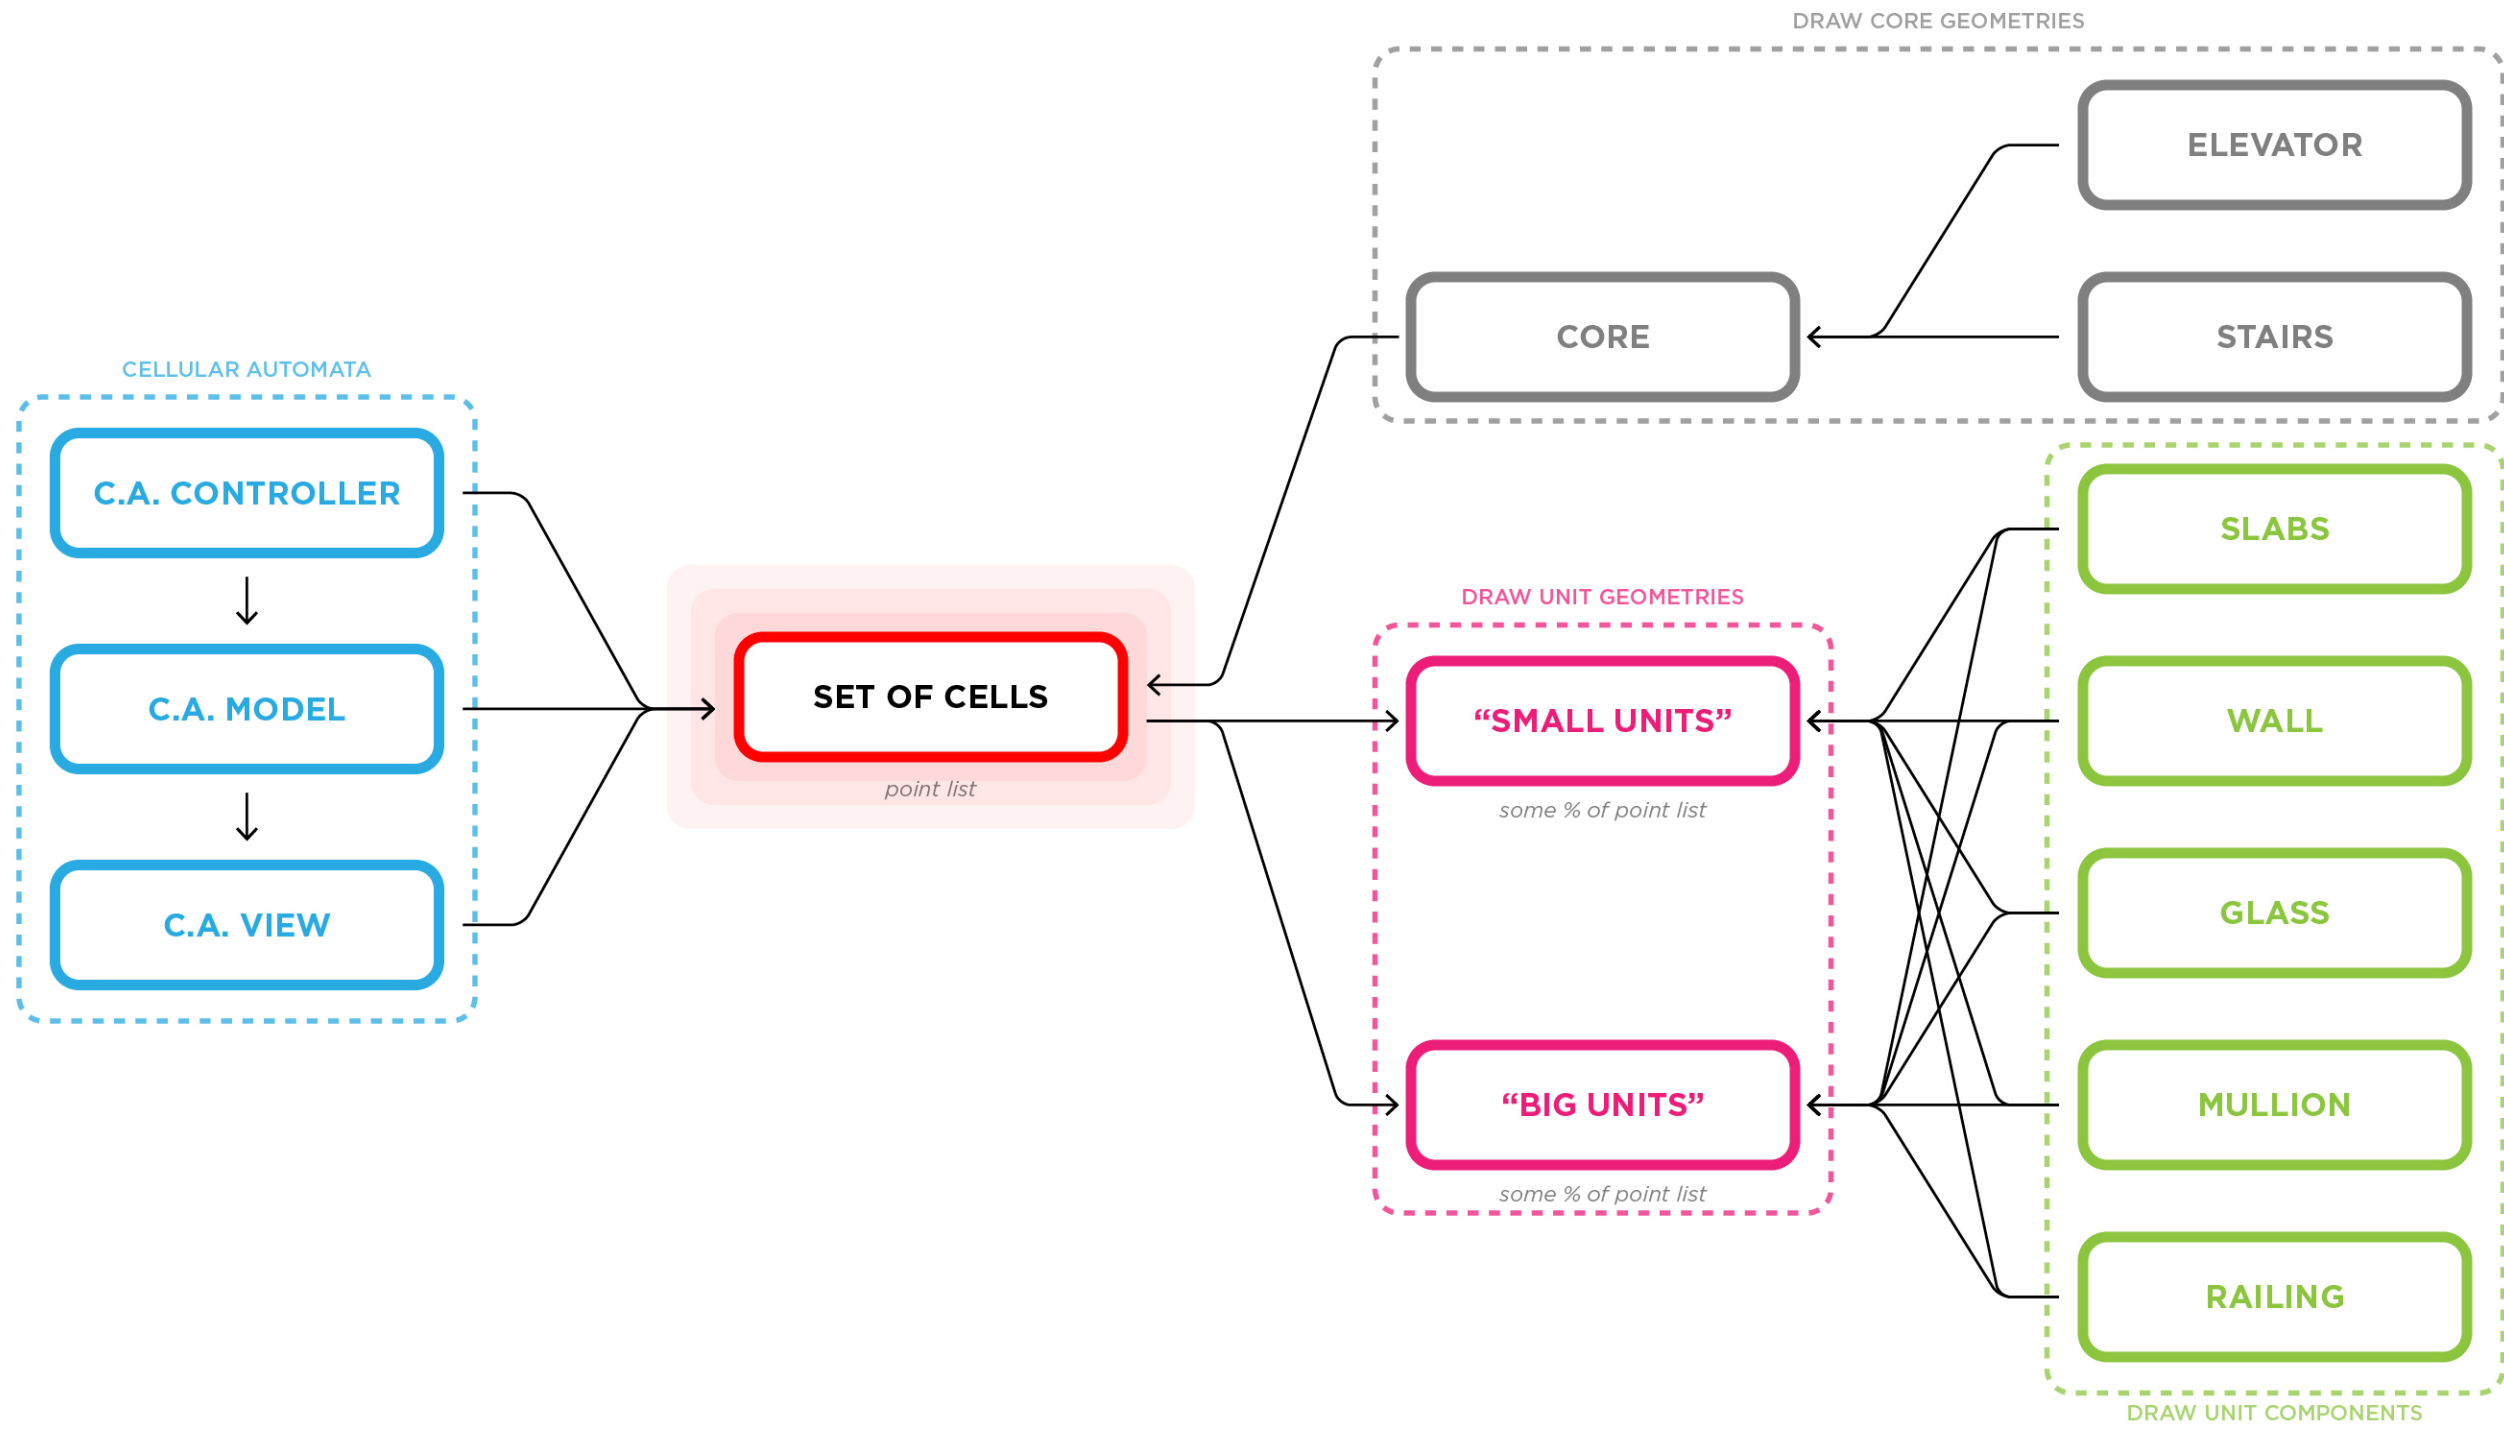 DRAW CORE GEOMETRIES
ELEVATOR
CORE
STAIRS
CELLULAR AUTOMATA
C.A. CONTROLLER
C.A. MODEL
C.A. VIEW
SET OF CELLS
point list
DRAW UNIT GEOMETRIES
“SMALL UNITS”
some % of point list
“BIG UNITS”
some % of point list
SLABS
WALL
GLASS
MULLION
RAILING
DRAW UNIT COMPONENTS